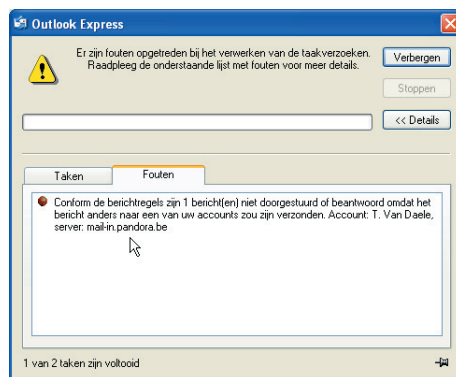 Outlook Express
Er zijn fouten opgetreden bij het verwerken van de taakverzoeken.
Raadpleeg de onderstaande lijst met fouten voor meer details.
Verbergen
Stoppen
<< Details
Taken
Fouten
Conform de berichtregels zijn 1 bericht(en) niet doorgestuurd of beantwoord omdat het
bericht anders naar een van uw accounts zou zijn verzonden. Account: T. Van Daele,
server: mail-in.pandora.be
1 van 2 taken zijn voltooid